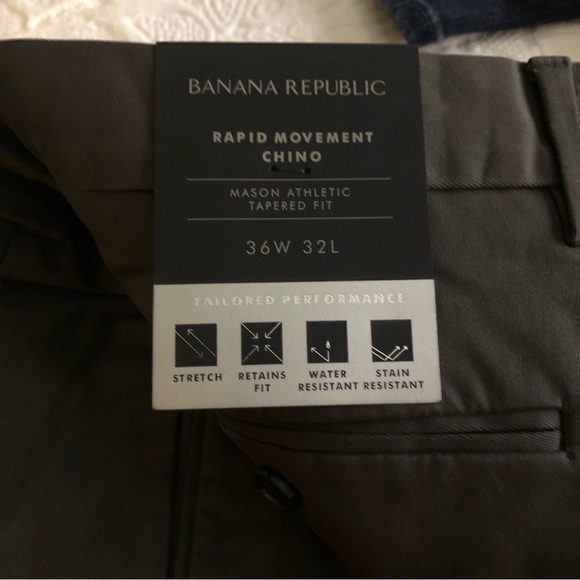 BANANA REPUBLIC
RAPID MOVEMENT
CHINO
MASON ATHLETIC
TAPERED FIT
36W 32L
TAILORED PERFORMANCE
STRETCH
RETAINS
FIT
WATER
RESISTANT
STAIN
RESISTANT